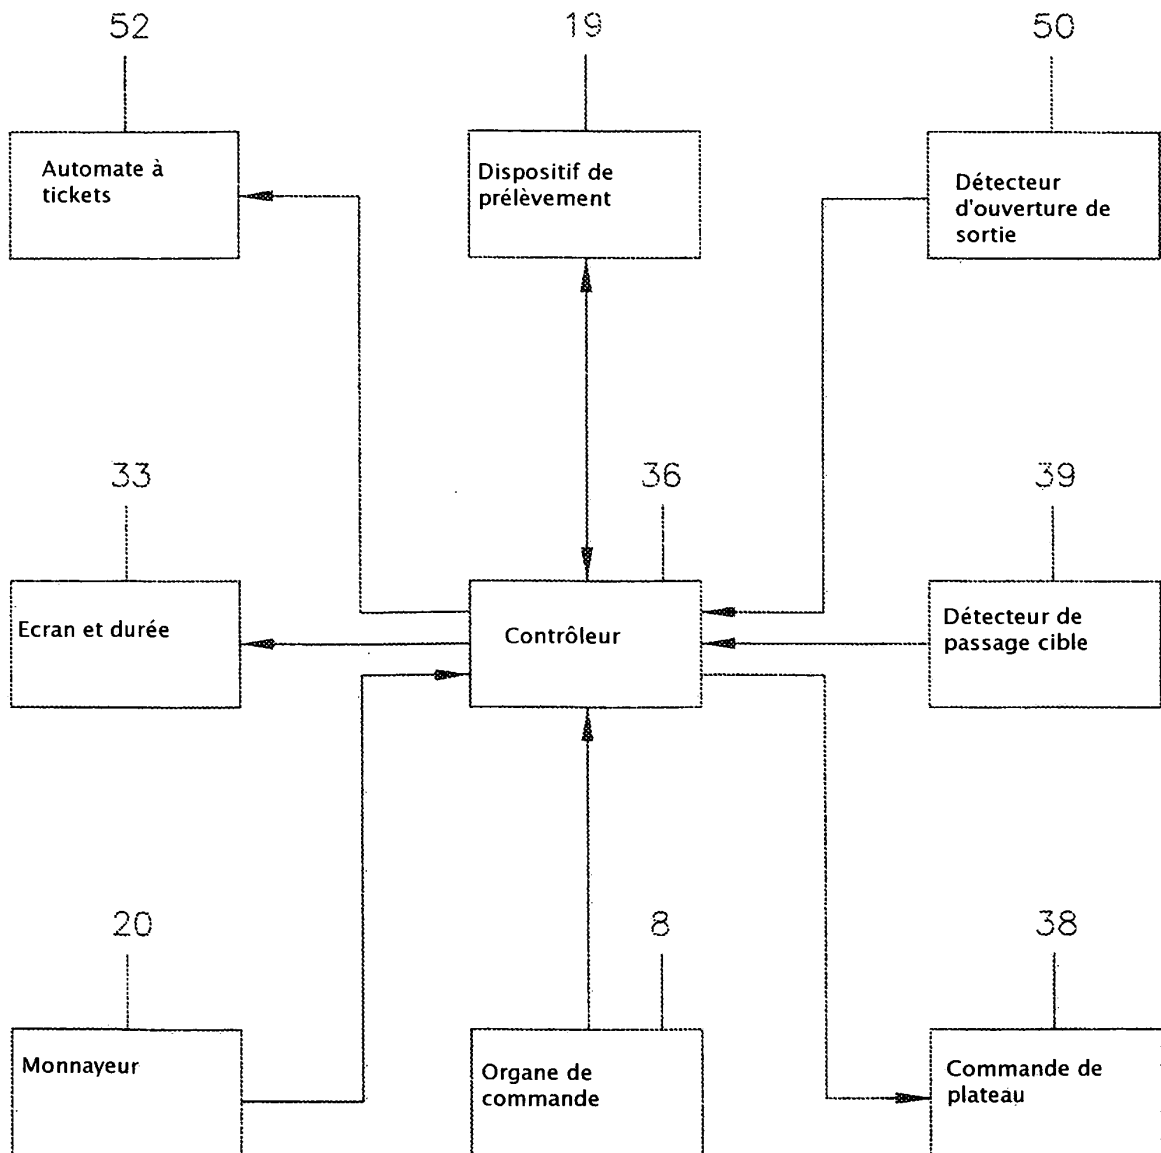 52
19
50
Automate à
tickets
Dispositif de
prélèvement
Détecteur
d'ouverture de
sortie
33
36
39
Ecran et durée
Contrôleur
Détecteur de
passage cible
20
8
38
Monnayeur
Organe de
commande
Commande de
plateau